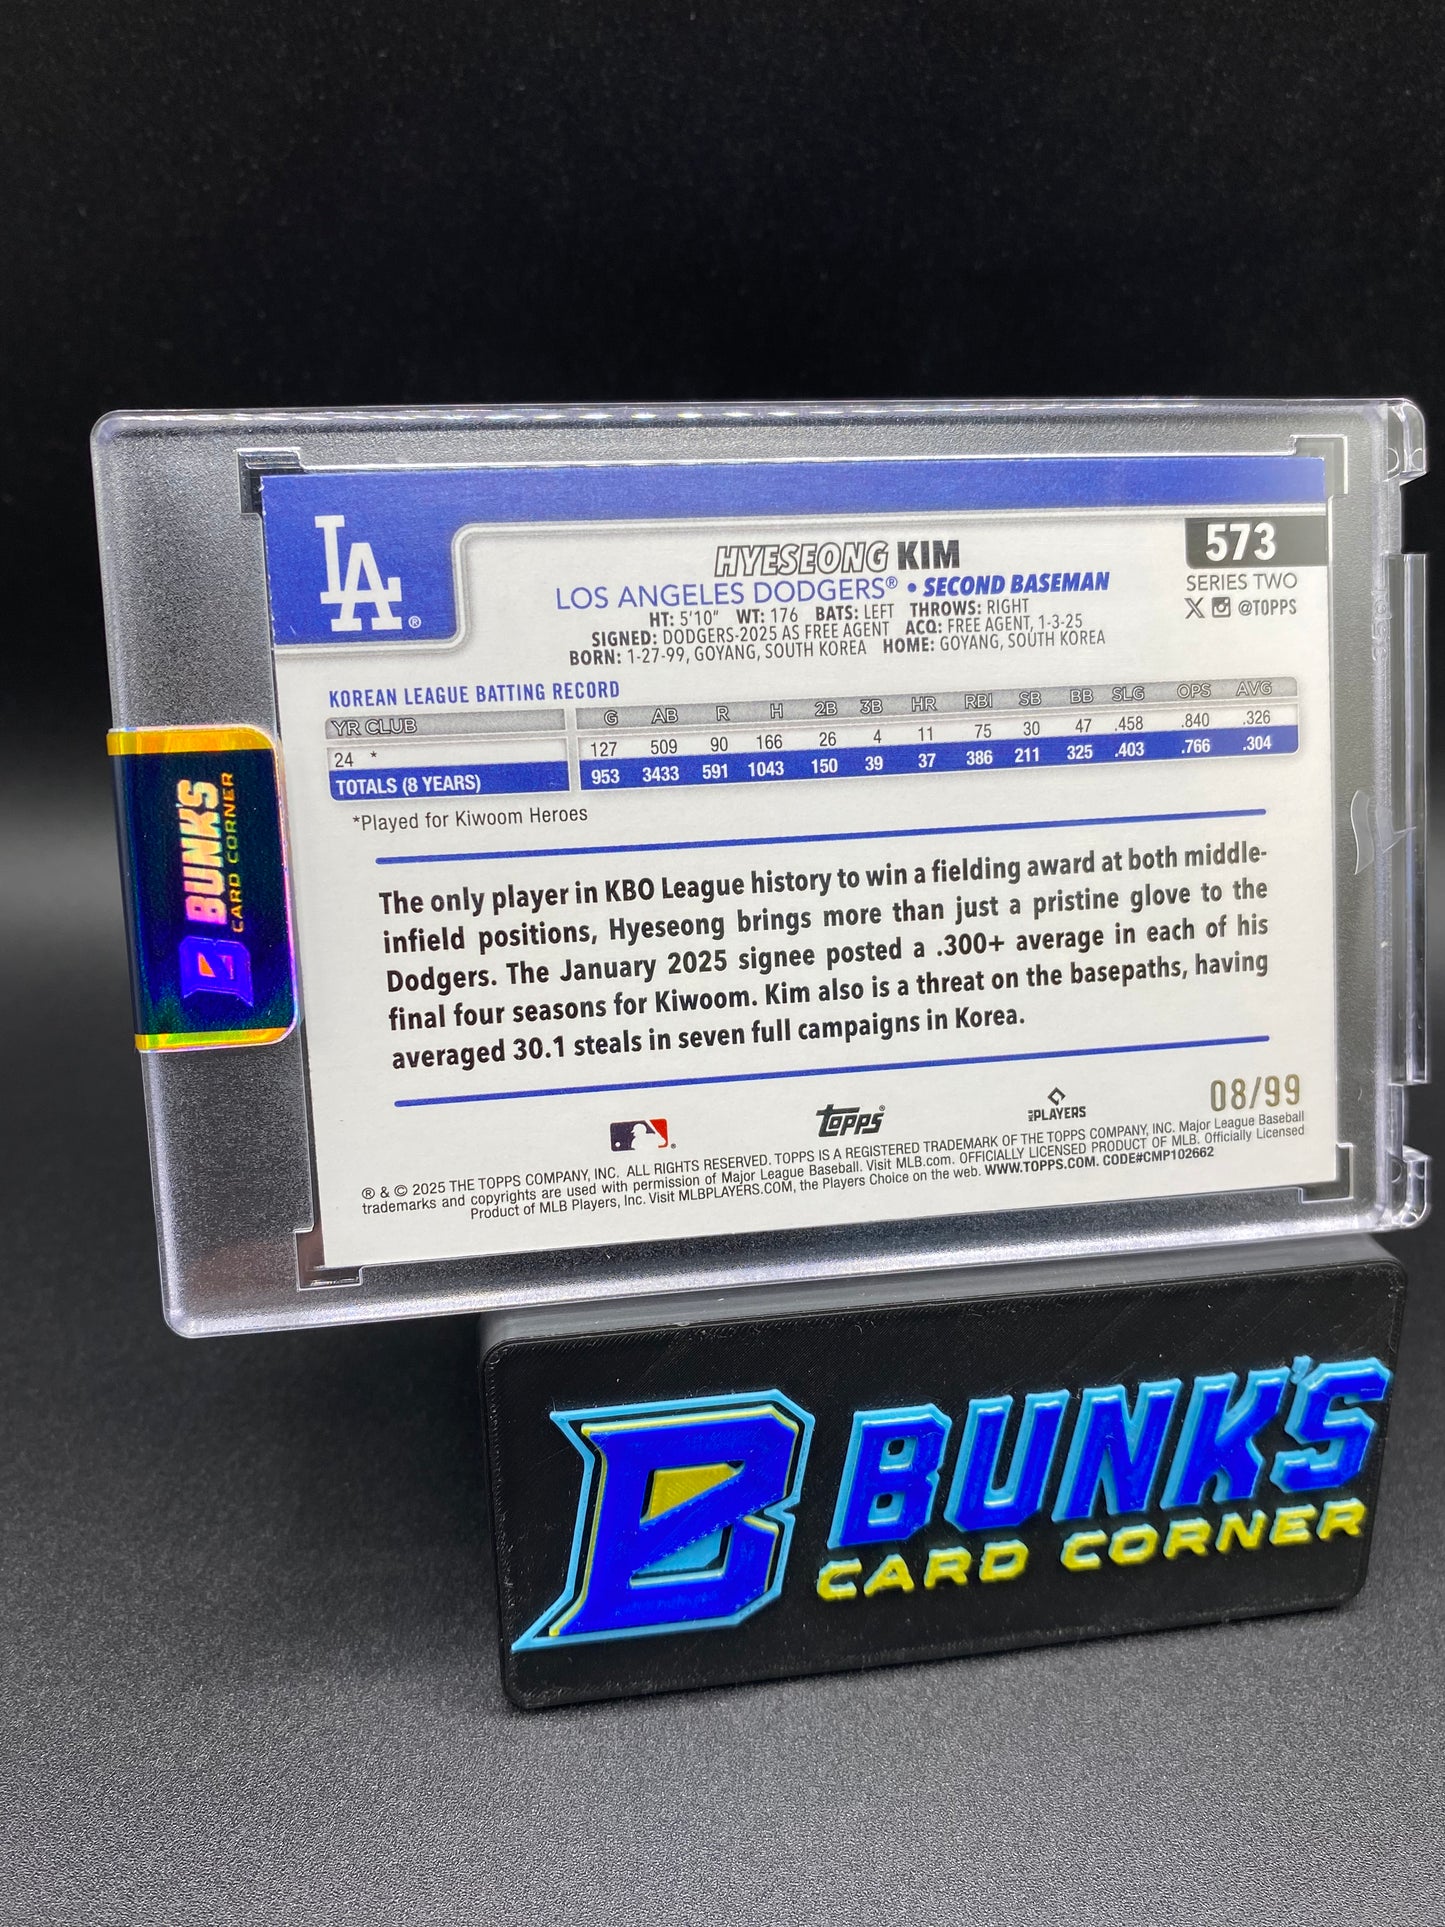 LA®
573
HYESEONG KIM
SERIES TWO
LOS ANGELES DODGERS® • SECOND BASEMAN
@TOPPS
HT: 5'10" WT: 176 BATS: LEFT THROWS: RIGHT
SIGNED: DODGERS-2025 AS FREE AGENT ACQ: FREE AGENT, 1-3-25
BORN: 1-27-99, GOYANG, SOUTH KOREA HOME: GOYANG, SOUTH KOREA
KOREAN LEAGUE BATTING RECORD
YR CLUB G AB R H 2B 3B HR RBI SB BB SLG OPS AVG
24 * 127 509 90 166 26 4 11 75 30 47 .458 .840 .326
TOTALS (8 YEARS) 953 3433 591 1043 150 39 37 386 211 325 .403 .766 .304
*Played for Kiwoom Heroes
The only player in KBO League history to win a fielding award at both middle-
infield positions, Hyeseong brings more than just a pristine glove to the
Dodgers. The January 2025 signee posted a .300+ average in each of his
final four seasons for Kiwoom. Kim also is a threat on the basepaths, having
averaged 30.1 steals in seven full campaigns in Korea.
08/99
topps®
PLAYERS
® & © 2025 THE TOPPS COMPANY, INC. ALL RIGHTS RESERVED. TOPPS IS A REGISTERED TRADEMARK OF THE TOPPS COMPANY, INC. Major League Baseball
trademarks and copyrights are used with permission of Major League Baseball. Visit MLB.com. OFFICIALLY LICENSED PRODUCT OF MLB. Officially Licensed
Product of MLB Players, Inc. Visit MLBPLAYERS.COM, the Players Choice on the web. WWW.TOPPS.COM. CODE#CMP102662
B BUNK'S
CARD CORNER
B BUNK'S
CARD CORNER